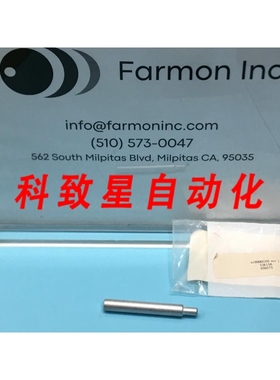 Farmon Inc
info@farmoninc.com
(510) 573-0047
562 South Milpitas Blvd, Milpitas CA, 95035
科致星自动化